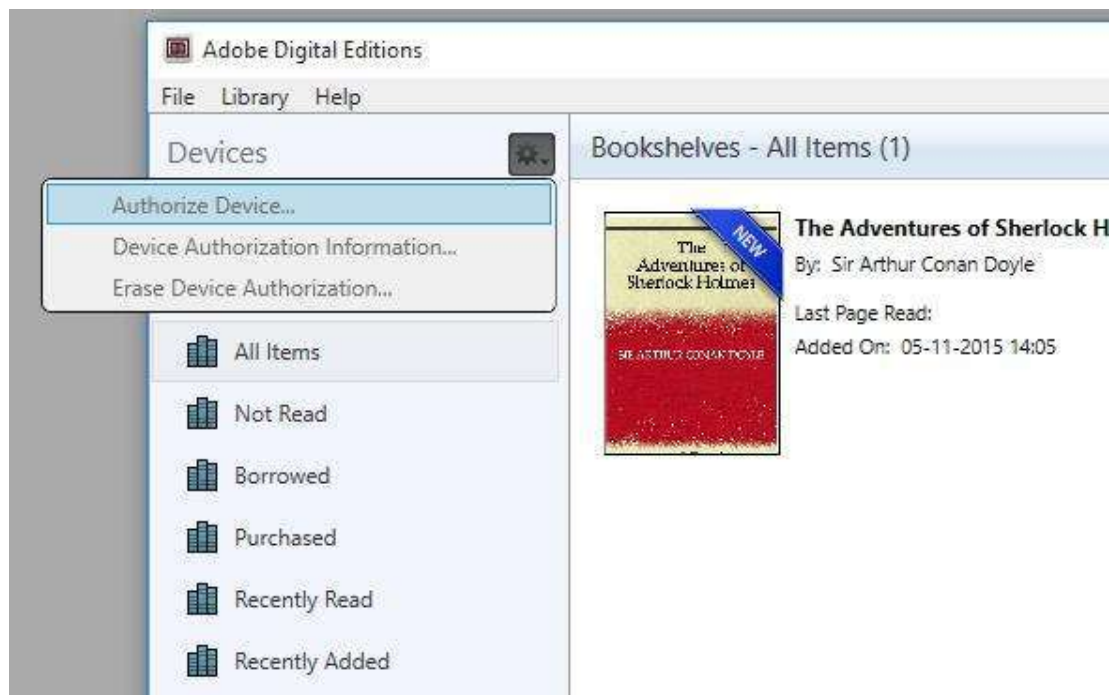 Adobe Digital Editions
File Library Help
Devices
Authorize Device...
Device Authorization Information...
Erase Device Authorization...
All Items
Not Read
Borrowed
Purchased
Recently Read
Recently Added
Bookshelves - All Items (1)
The
Adventures of
Sherlock Holmes
NEW
SIR ARTHUR CONAN DOYLE
The Adventures of Sherlock H
By: Sir Arthur Conan Doyle
Last Page Read:
Added On: 05-11-2015 14:05